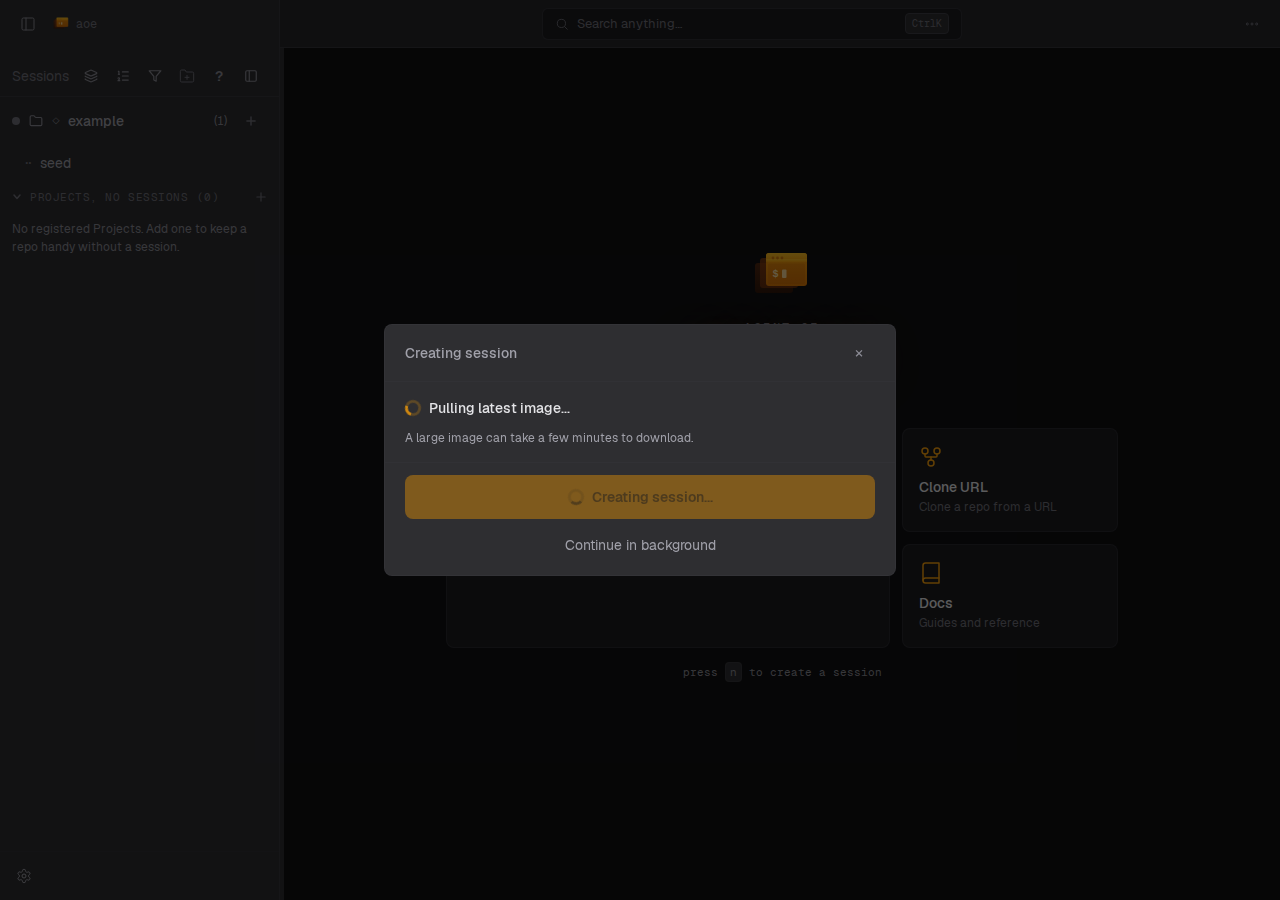 aoe
Search anything...
CtrlK
Sessions
?
example
(1)
seed
PROJECTS, NO SESSIONS (0)
No registered Projects. Add one to keep a
repo handy without a session.
$
Creating session
Pulling latest image...
A large image can take a few minutes to download.
Creating session...
Continue in background
Clone URL
Clone a repo from a URL
Docs
Guides and reference
press n to create a session